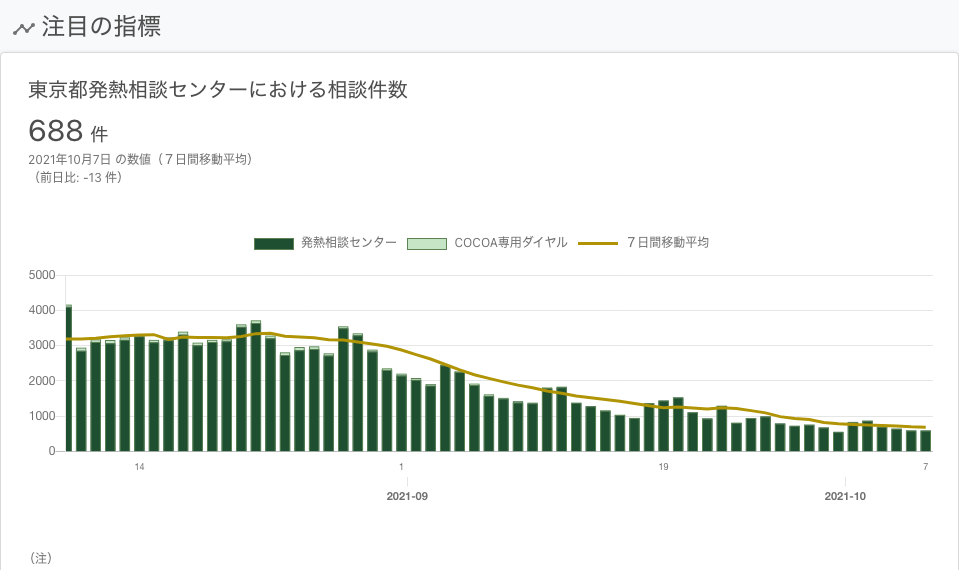 注目の指標
東京都発熱相談センターにおける相談件数
688 件
2021年10月7日 の数値（７日間移動平均）
（前日比: -13 件）
発熱相談センター COCOA専用ダイヤル ７日間移動平均
5000
4000
3000
2000
1000
0
14 1 19 7
2021-09 2021-10
（注）